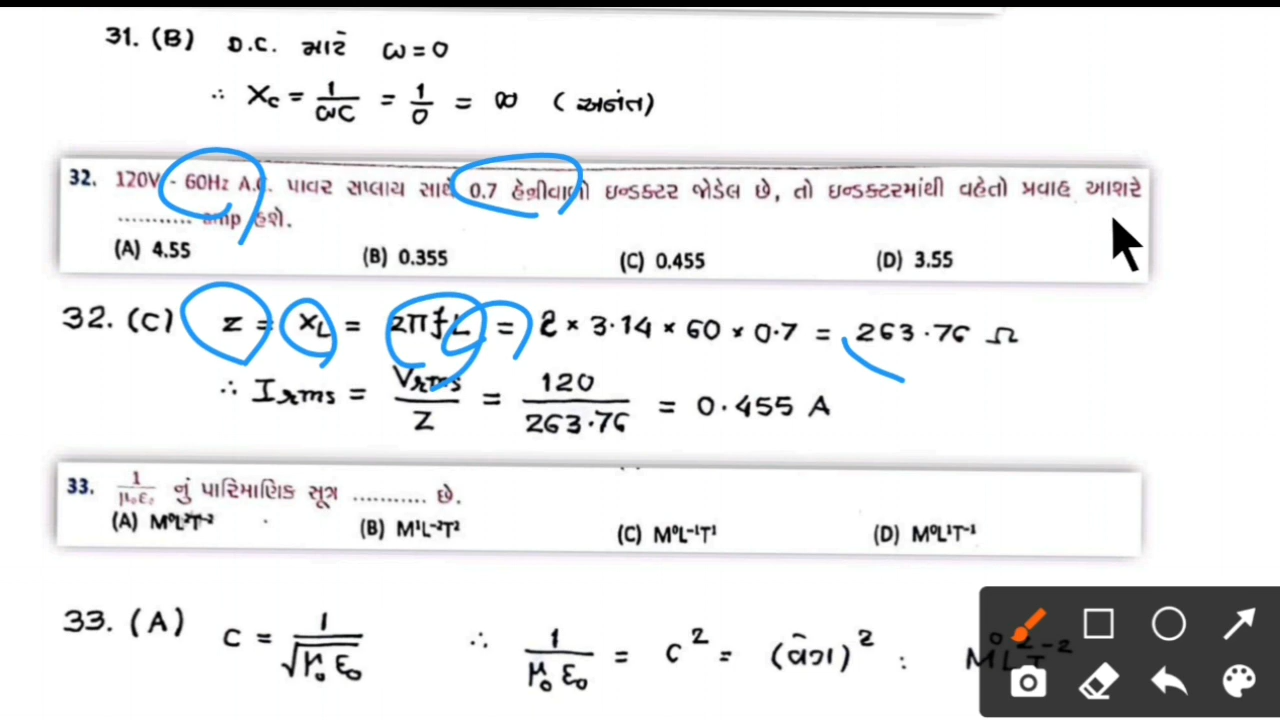 31. (B) D.C. માટે ω = 0
∴ Xc = 1/ωC = 1/0 = ∞ (અનંત)
32. 120V - 60Hz A.C. પાવર સપ્લાય સાથે 0.7 હેન્રીવાળો ઇન્ડક્ટર જોડેલ છે, તો ઇન્ડક્ટરમાંથી વહેતો પ્રવાહ આશરે
........... amp હશે.
(A) 4.55 (B) 0.355 (C) 0.455 (D) 3.55
32. (C) Z = XL = 2πfL = 2 × 3.14 × 60 × 0.7 = 263.76 Ω
∴ Irms = Vrms/Z = 120/263.76 = 0.455 A
33. 1/μ₀ε₀ નું પારિમાણિક સૂત્ર ........... છે.
(A) M⁰L²T⁻² (B) M¹L⁻²T² (C) M⁰L⁻¹T¹ (D) M⁰L¹T⁻¹
33. (A) C = 1/√μ₀ε₀ ∴ 1/μ₀ε₀ = C² = (વેગ)² : M⁰L²T⁻²